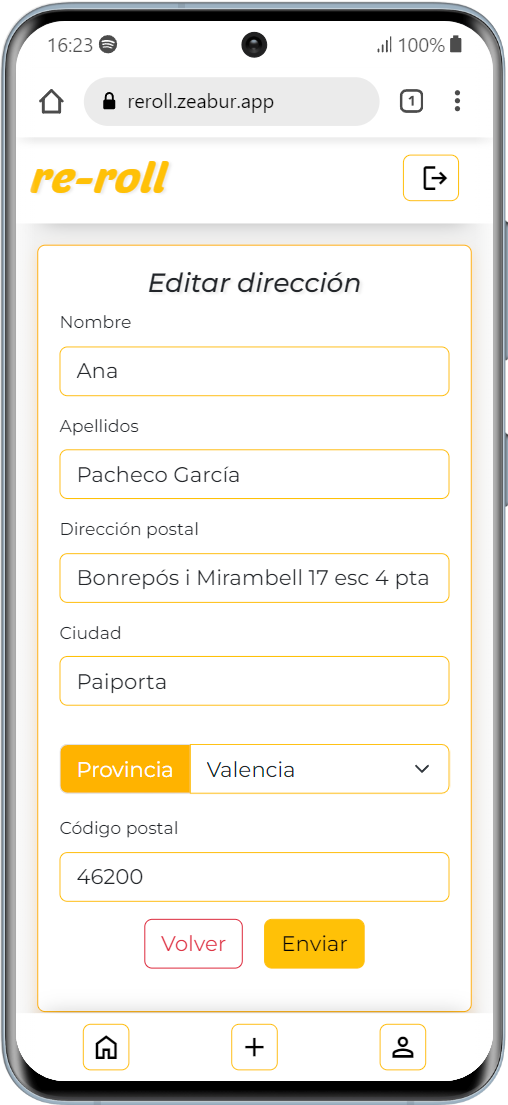 16:23 100%
reroll.zeabur.app 1
re-roll
Editar dirección
Nombre
Ana
Apellidos
Pacheco García
Dirección postal
Bonrepós i Mirambell 17 esc 4 pta
Ciudad
Paiporta
Provincia Valencia
Código postal
46200
Volver Enviar